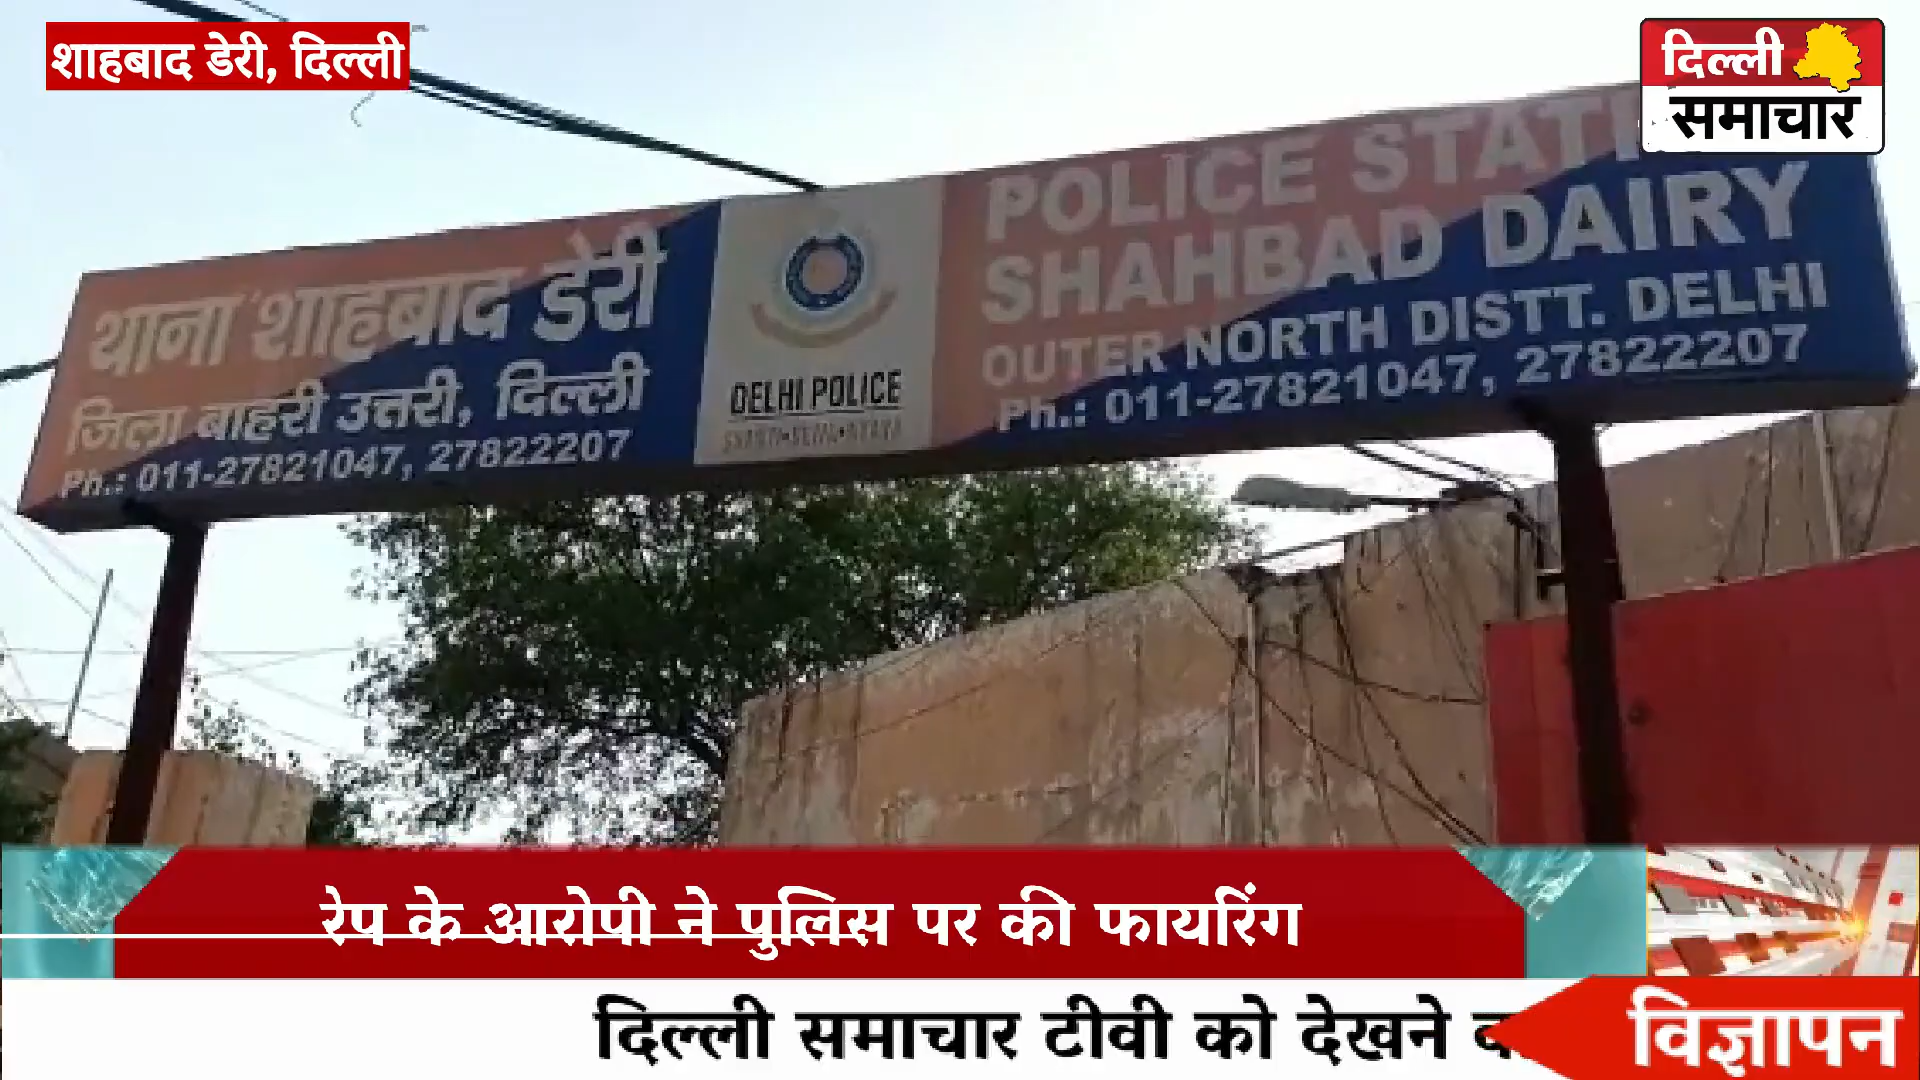 शाहबाद डेरी, दिल्ली
दिल्ली
समाचार
थाना शाहबाद डेरी
जिला बाहरी उत्तरी, दिल्ली
Ph.: 011-27821047, 27822207
DELHI POLICE
POLICE
SHAHBAD DAIRY
OUTER NORTH DISTT. DELHI
Ph.: 011-27821047, 27822207
रेप के आरोपी ने पुलिस पर की फायरिंग
दिल्ली समाचार टीवी को देखने
विज्ञापन